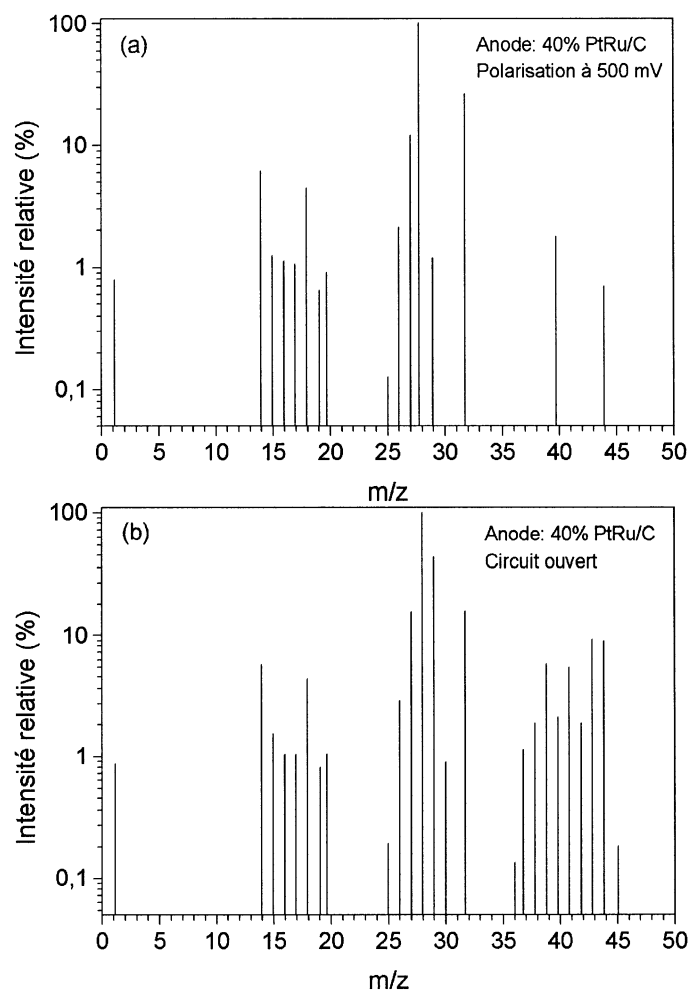 (a)
Anode: 40% PtRu/C
Polarisation à 500 mV
Intensité relative (%)
100
10
1
0,1
0 5 10 15 20 25 30 35 40 45 50
m/z
(b)
Anode: 40% PtRu/C
Circuit ouvert
Intensité relative (%)
100
10
1
0,1
0 5 10 15 20 25 30 35 40 45 50
m/z